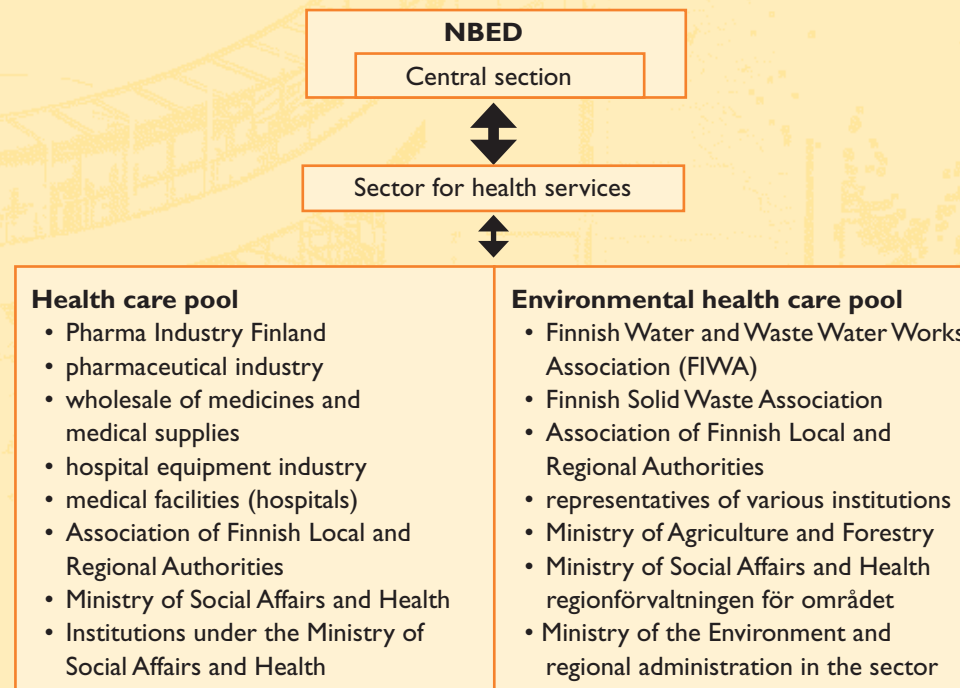 NBED
Central section
Sector for health services
Health care pool
• Pharma Industry Finland
• pharmaceutical industry
• wholesale of medicines and
medical supplies
• hospital equipment industry
• medical facilities (hospitals)
• Association of Finnish Local and
Regional Authorities
• Ministry of Social Affairs and Health
• Institutions under the Ministry of
Social Affairs and Health
Environmental health care pool
• Finnish Water and Waste Water Works
Association (FIWA)
• Finnish Solid Waste Association
• Association of Finnish Local and
Regional Authorities
• representatives of various institutions
• Ministry of Agriculture and Forestry
• Ministry of Social Affairs and Health
regionförvaltningen för området
• Ministry of the Environment and
regional administration in the sector